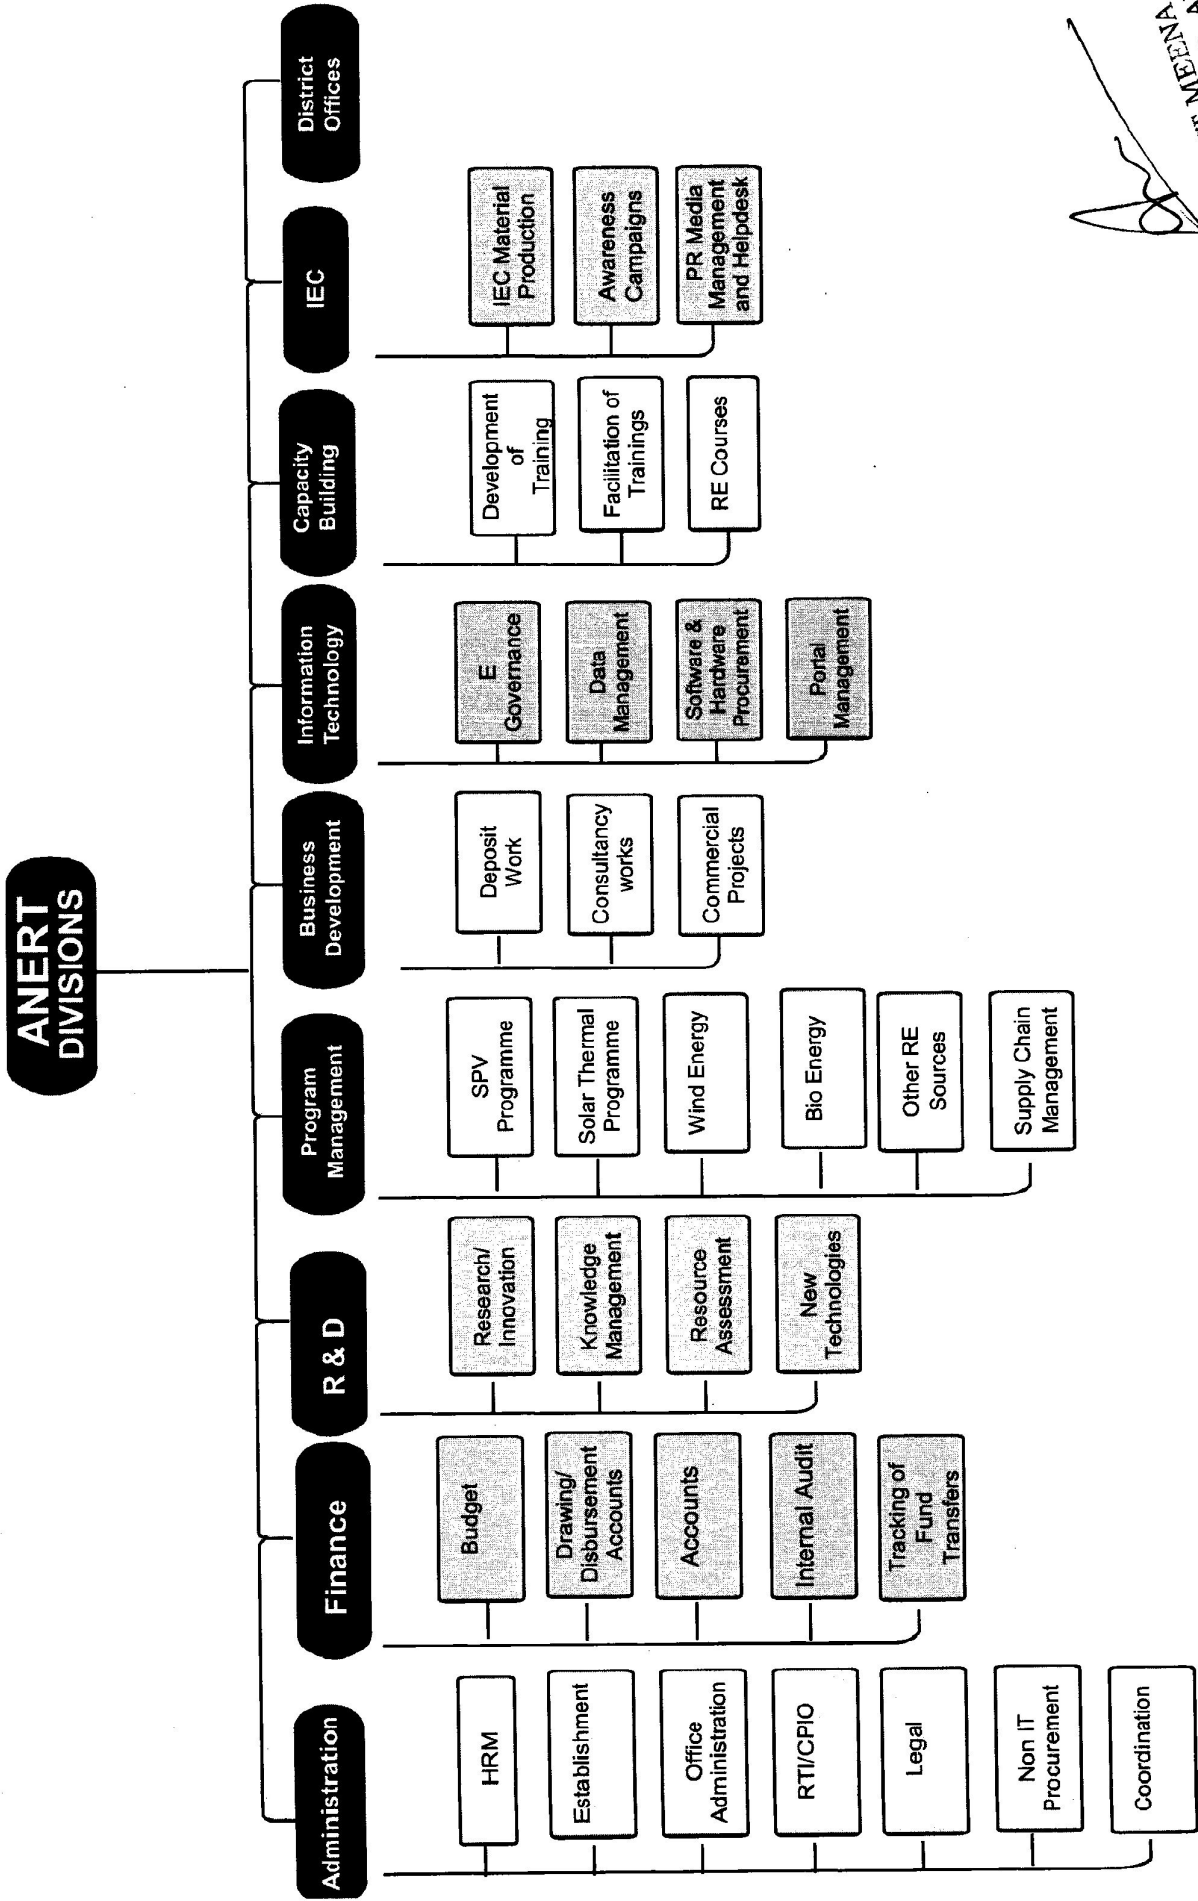 ANERT
DIVISIONS
Administration
HRM
Establishment
Office
Administration
RTI/CPIO
Legal
Non IT
Procurement
Coordination
Finance
Budget
Drawing/
Disbursement
Accounts
Accounts
Internal Audit
Tracking of
Fund
Transfers
R & D
Research/
Innovation
Knowledge
Management
Resource
Assessment
New
Technologies
Program
Management
SPV
Programme
Solar Thermal
Programme
Wind Energy
Bio Energy
Other RE
Sources
Supply Chain
Management
Business
Development
Deposit
Work
Consultancy
works
Commercial
Projects
Information
Technology
E
Governance
Data
Management
Software &
Hardware
Procurement
Portal
Management
Capacity
Building
Development
of
Training
Facilitation of
Trainings
RE Courses
IEC
IEC Material
Production
Awareness
Campaigns
PR Media
Management
and Helpdesk
District
Offices
MEENA